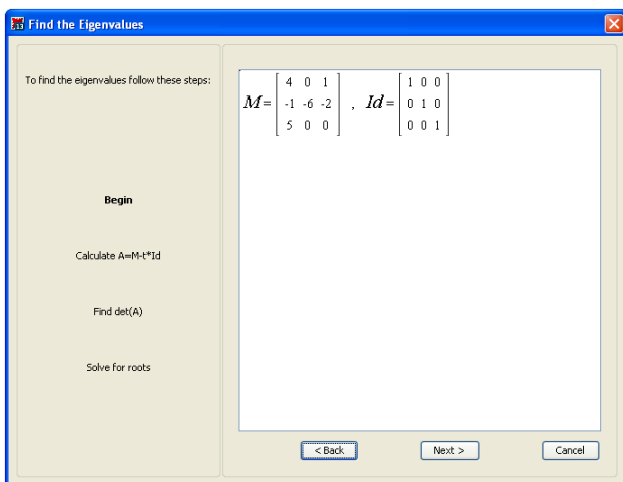 Find the Eigenvalues
To find the eigenvalues follow these steps:
Begin
Calculate A=M-t*Id
Find det(A)
Solve for roots
M = [ 4 0 1 ] , Id = [ 1 0 0 ]
[ -1 -6 -2 ] [ 0 1 0 ]
[ 5 0 0 ] [ 0 0 1 ]
< Back Next > Cancel